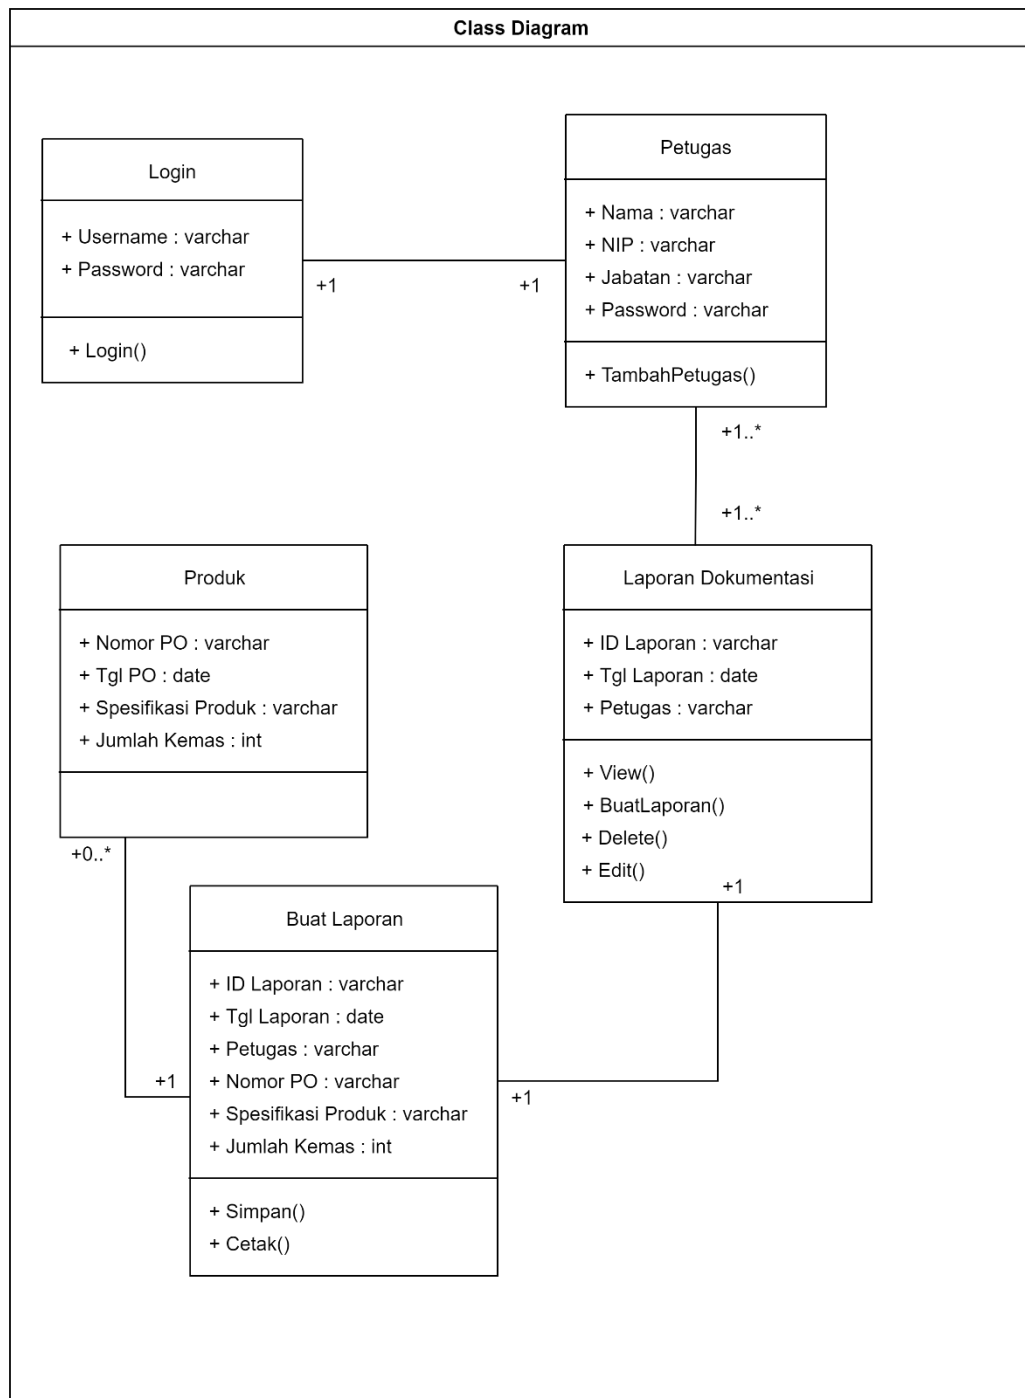 Class Diagram
Login
+ Username : varchar
+ Password : varchar
+ Login()
+1
+1
Petugas
+ Nama : varchar
+ NIP : varchar
+ Jabatan : varchar
+ Password : varchar
+ TambahPetugas()
+1..*
+1..*
Produk
+ Nomor PO : varchar
+ Tgl PO : date
+ Spesifikasi Produk : varchar
+ Jumlah Kemas : int
+0..*
Laporan Dokumentasi
+ ID Laporan : varchar
+ Tgl Laporan : date
+ Petugas : varchar
+ View()
+ BuatLaporan()
+ Delete()
+ Edit()
+1
Buat Laporan
+ ID Laporan : varchar
+ Tgl Laporan : date
+ Petugas : varchar
+ Nomor PO : varchar
+ Spesifikasi Produk : varchar
+ Jumlah Kemas : int
+ Simpan()
+ Cetak()
+1
+1